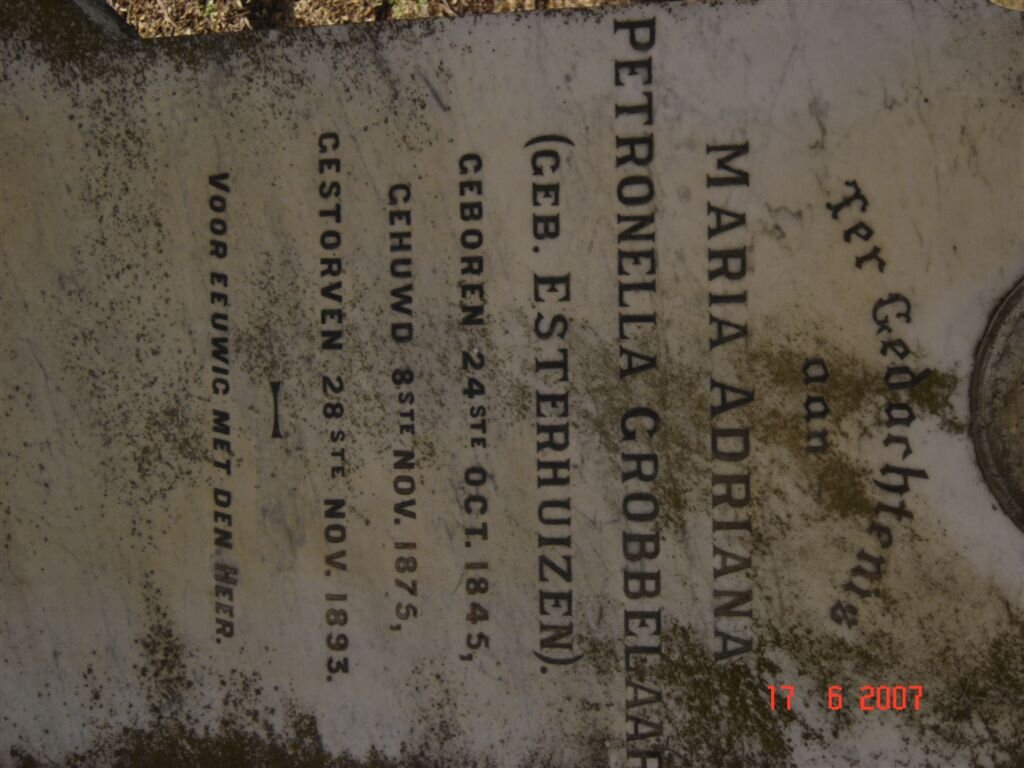 Ter Gedachtenis
aan
MARIA ADRIANA
PETRONELLA GROBBELAAR
(GEB. ESTERHUIZEN).
GEBOREN 24STE OCT. 1845,
GEHUWD 8STE NOV. 1875,
GESTORVEN 28STE NOV. 1893.
VOOR EEUWIG MET DEN HEER.
17 6 2007